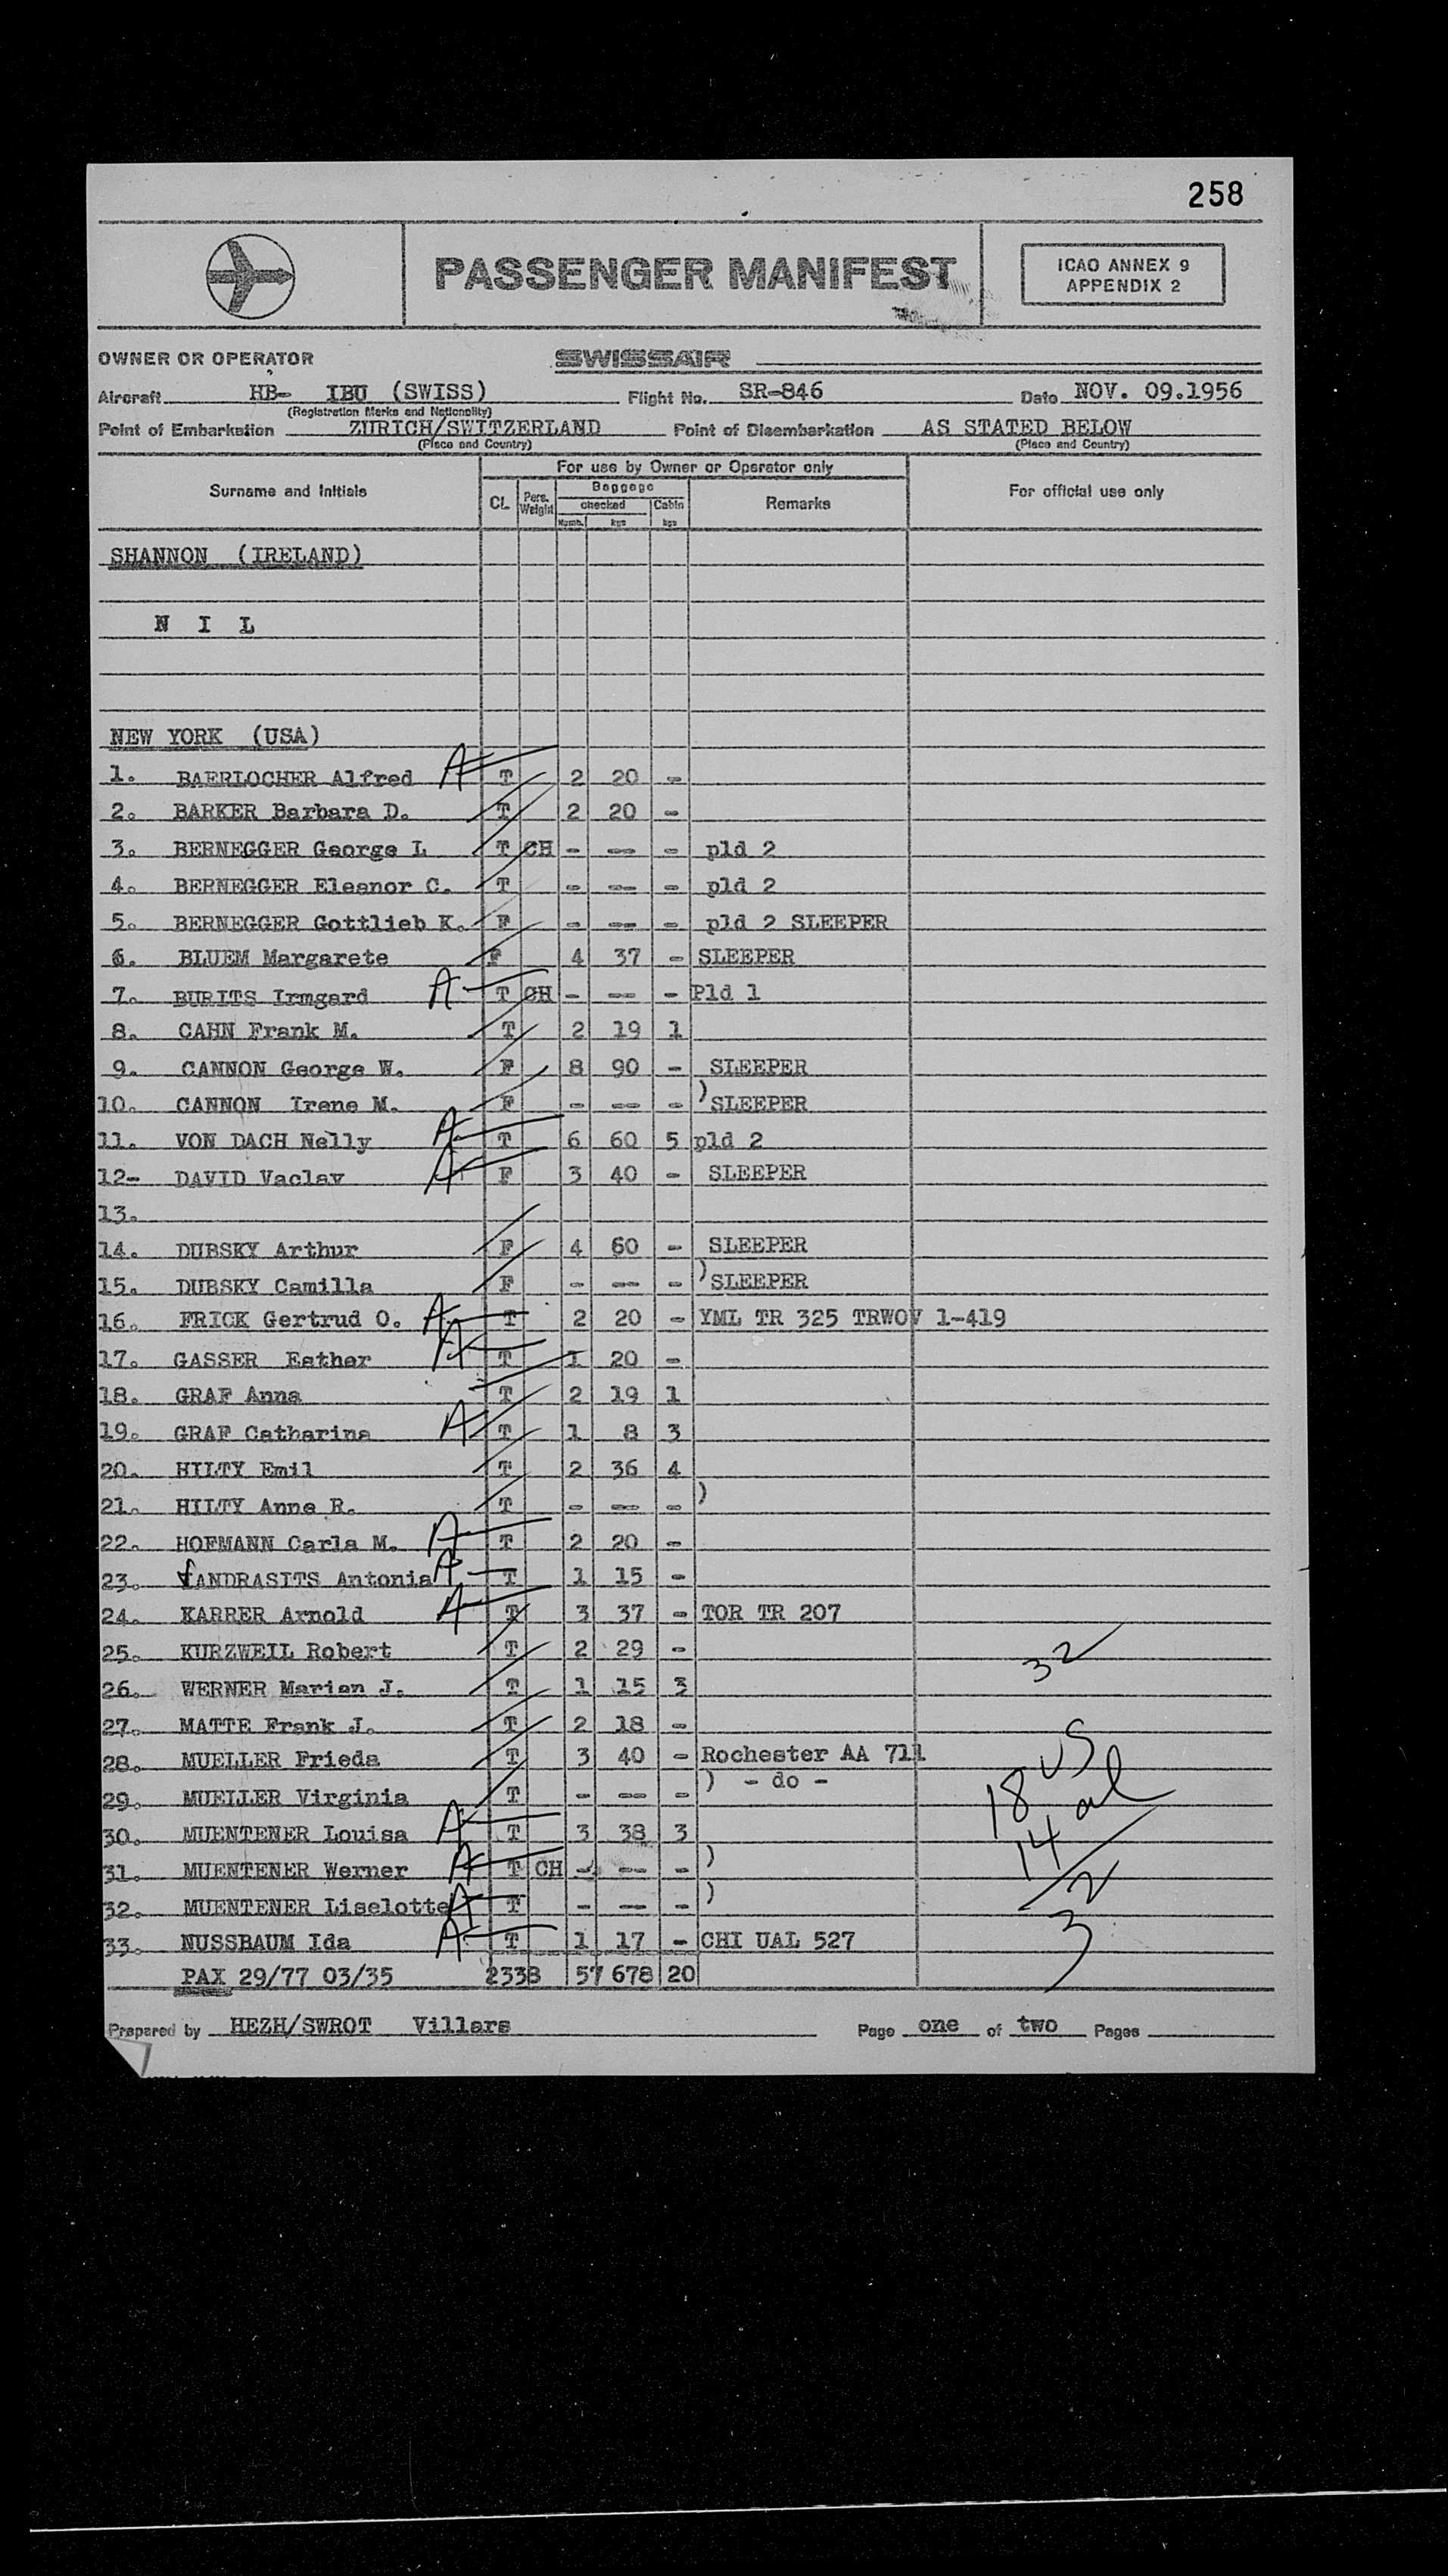 258
PASSENGER MANIFEST
ICAO ANNEX 9
APPENDIX 2
OWNER OR OPERATOR SWISSAIR
Aircraft HB- IBU (SWISS) Flight No. SR-846 Date NOV. 09.1956
(Registration Marks and Nationality)
Point of Embarkation ZURICH/SWITZERLAND Point of Disembarkation AS STATED BELOW
(Place and Country) (Place and Country)
Surname and Initials For use by Owner or Operator only For official use only
CL. Pers. Weight Baggage checked Numb. kgs Cabin kgs Remarks
SHANNON (IRELAND)
N I L
NEW YORK (USA)
1. BAERLOCHER Alfred A T 2 20 -
2. BARKER Barbara D. T 2 20 -
3. BERNEGGER George L T CH - -- - pld 2
4. BERNEGGER Eleanor C. T - -- - pld 2
5. BERNEGGER Gottlieb K. F - -- - pld 2 SLEEPER
6. BLUEM Margarete F 4 37 - SLEEPER
7. BURITS Irmgard A T CH - -- - Pld 1
8. CAHN Frank M. T 2 19 1
9. CANNON George W. F 8 90 - SLEEPER
10. CANNON Irene M. F - -- - ) SLEEPER
11. VON DACH Nelly A T 6 60 5 pld 2
12- DAVID Vaclav A F 3 40 - SLEEPER
13.
14. DUBSKY Arthur F 4 60 - SLEEPER
15. DUBSKY Camilla F - -- - ) SLEEPER
16. FRICK Gertrud O. A T 2 20 - YML TR 325 TRWOV 1-419
17. GASSER Esther A T 1 20 -
18. GRAF Anna T 2 19 1
19. GRAF Catharina A T 1 8 3
20. HILTY Emil T 2 36 4
21. HILTY Anne R. T - -- - )
22. HOFMANN Carla M. A T 2 20 -
23. JANDRASITS Antonia A T 1 15 -
24. KARRER Arnold A T 3 37 - TOR TR 207
25. KURZWEIL Robert T 2 29 -
26. WERNER Marian J. T 1 15 3
32
27. MATTE Frank J. T 2 18 -
28. MUELLER Frieda T 3 40 - Rochester AA 711
18 US
29. MUELLER Virginia T - -- - ) - do -
14 al
30. MUENTENER Louisa A T 3 38 3
31. MUENTENER Werner A T CH - -- - )
32. MUENTENER Liselotte A T - -- - )
32
33. NUSSBAUM Ida A T 1 17 - CHI UAL 527
PAX 29/77 03/35 2338 57 678 20
Prepared by HEZH/SWROT Villars Page one of two Pages